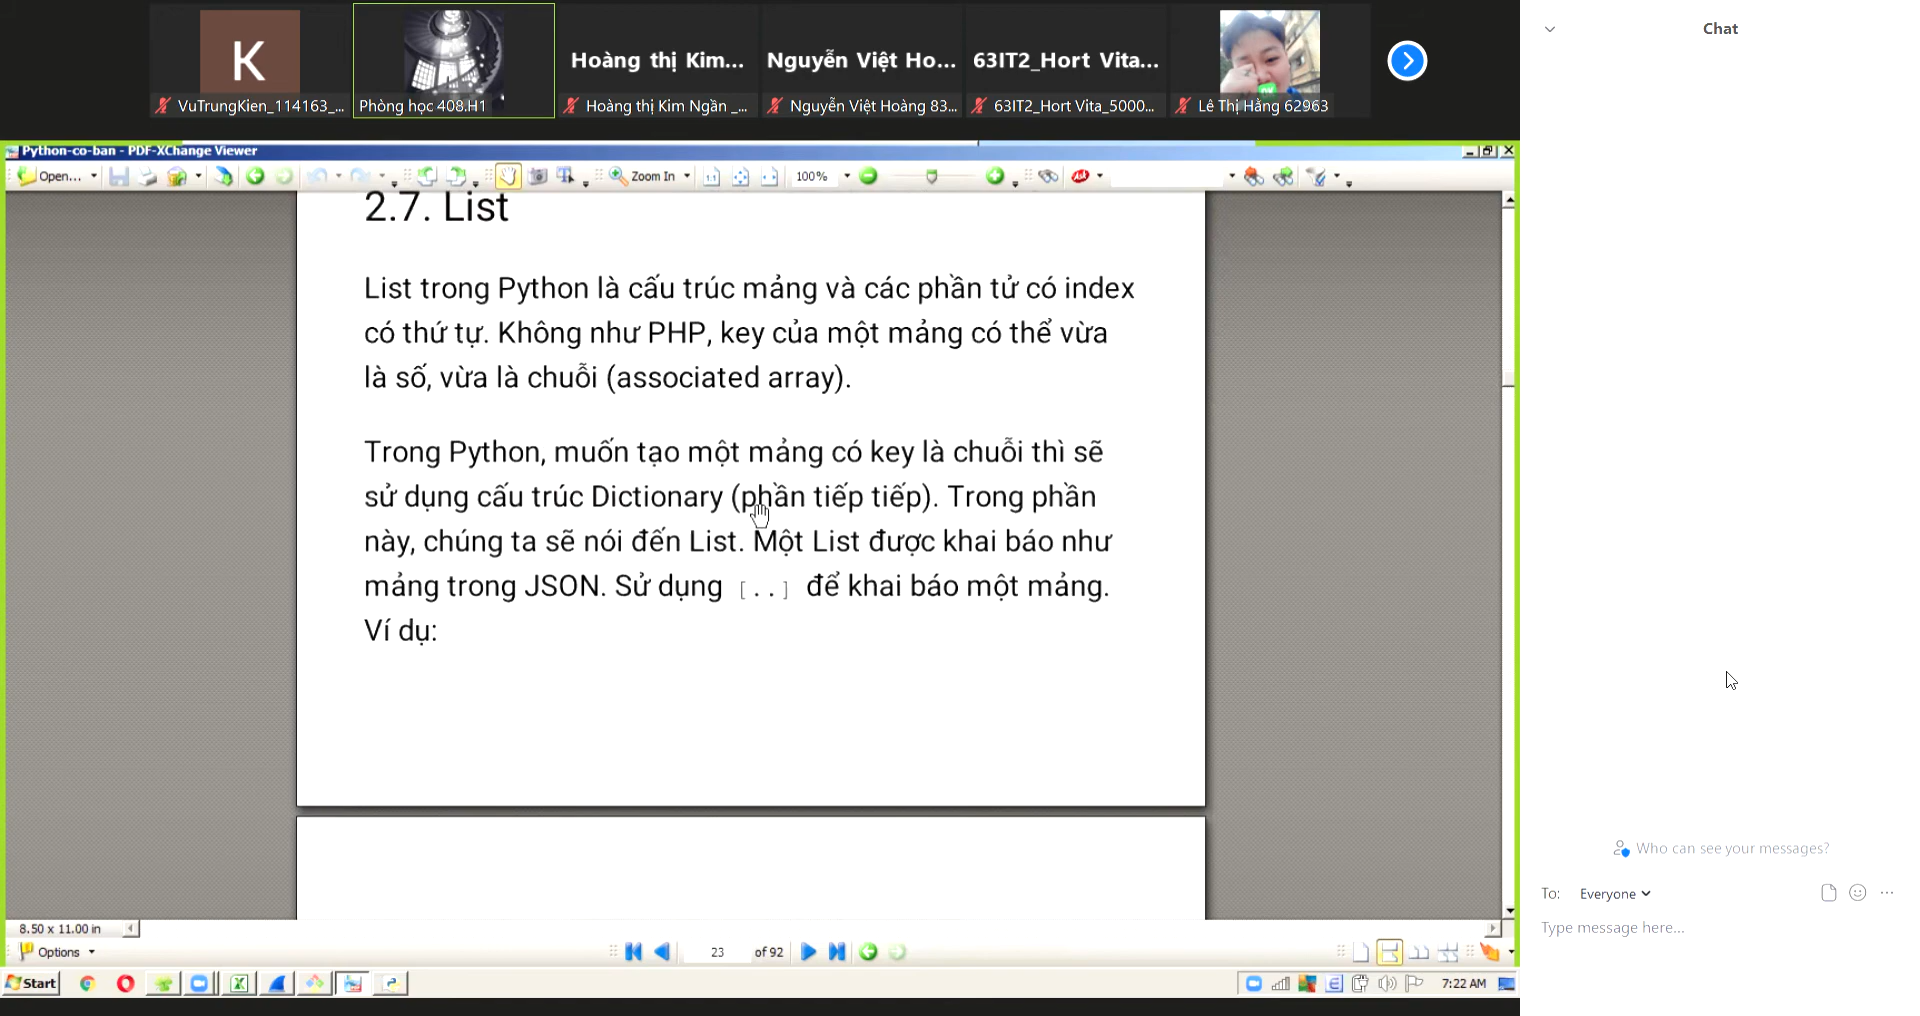 K
VuTrungKien_114163_...
Phòng học 408.H1
Hoàng thị Kim...
Hoàng thị Kim Ngần _...
Nguyễn Việt Ho...
Nguyễn Việt Hoàng 83...
63IT2_Hort Vita...
63IT2_Hort Vita_5000...
Lê Thị Hằng 62963
Python-co-ban - PDF-XChange Viewer
Open...
Zoom In
100%
2.7. List
List trong Python là cấu trúc mảng và các phần tử có index
có thứ tự. Không như PHP, key của một mảng có thể vừa
là số, vừa là chuỗi (associated array).
Trong Python, muốn tạo một mảng có key là chuỗi thì sẽ
sử dụng cấu trúc Dictionary (phần tiếp tiếp). Trong phần
này, chúng ta sẽ nói đến List. Một List được khai báo như
mảng trong JSON. Sử dụng [..] để khai báo một mảng.
Ví dụ:
8.50 x 11.00 in
Options
23
of 92
Start
7:22 AM
Chat
Who can see your messages?
To:
Everyone
Type message here...